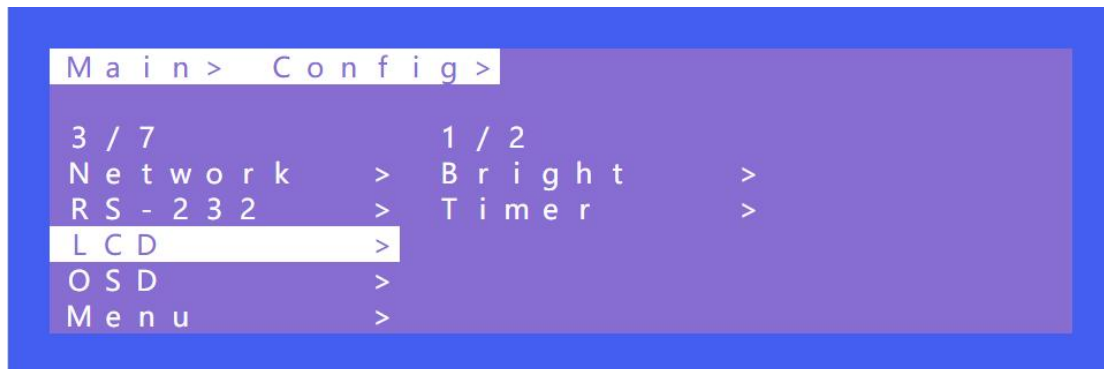 Main> Config>
3/7 1/2
Network > Bright >
RS-232 > Timer >
LCD >
OSD >
Menu >